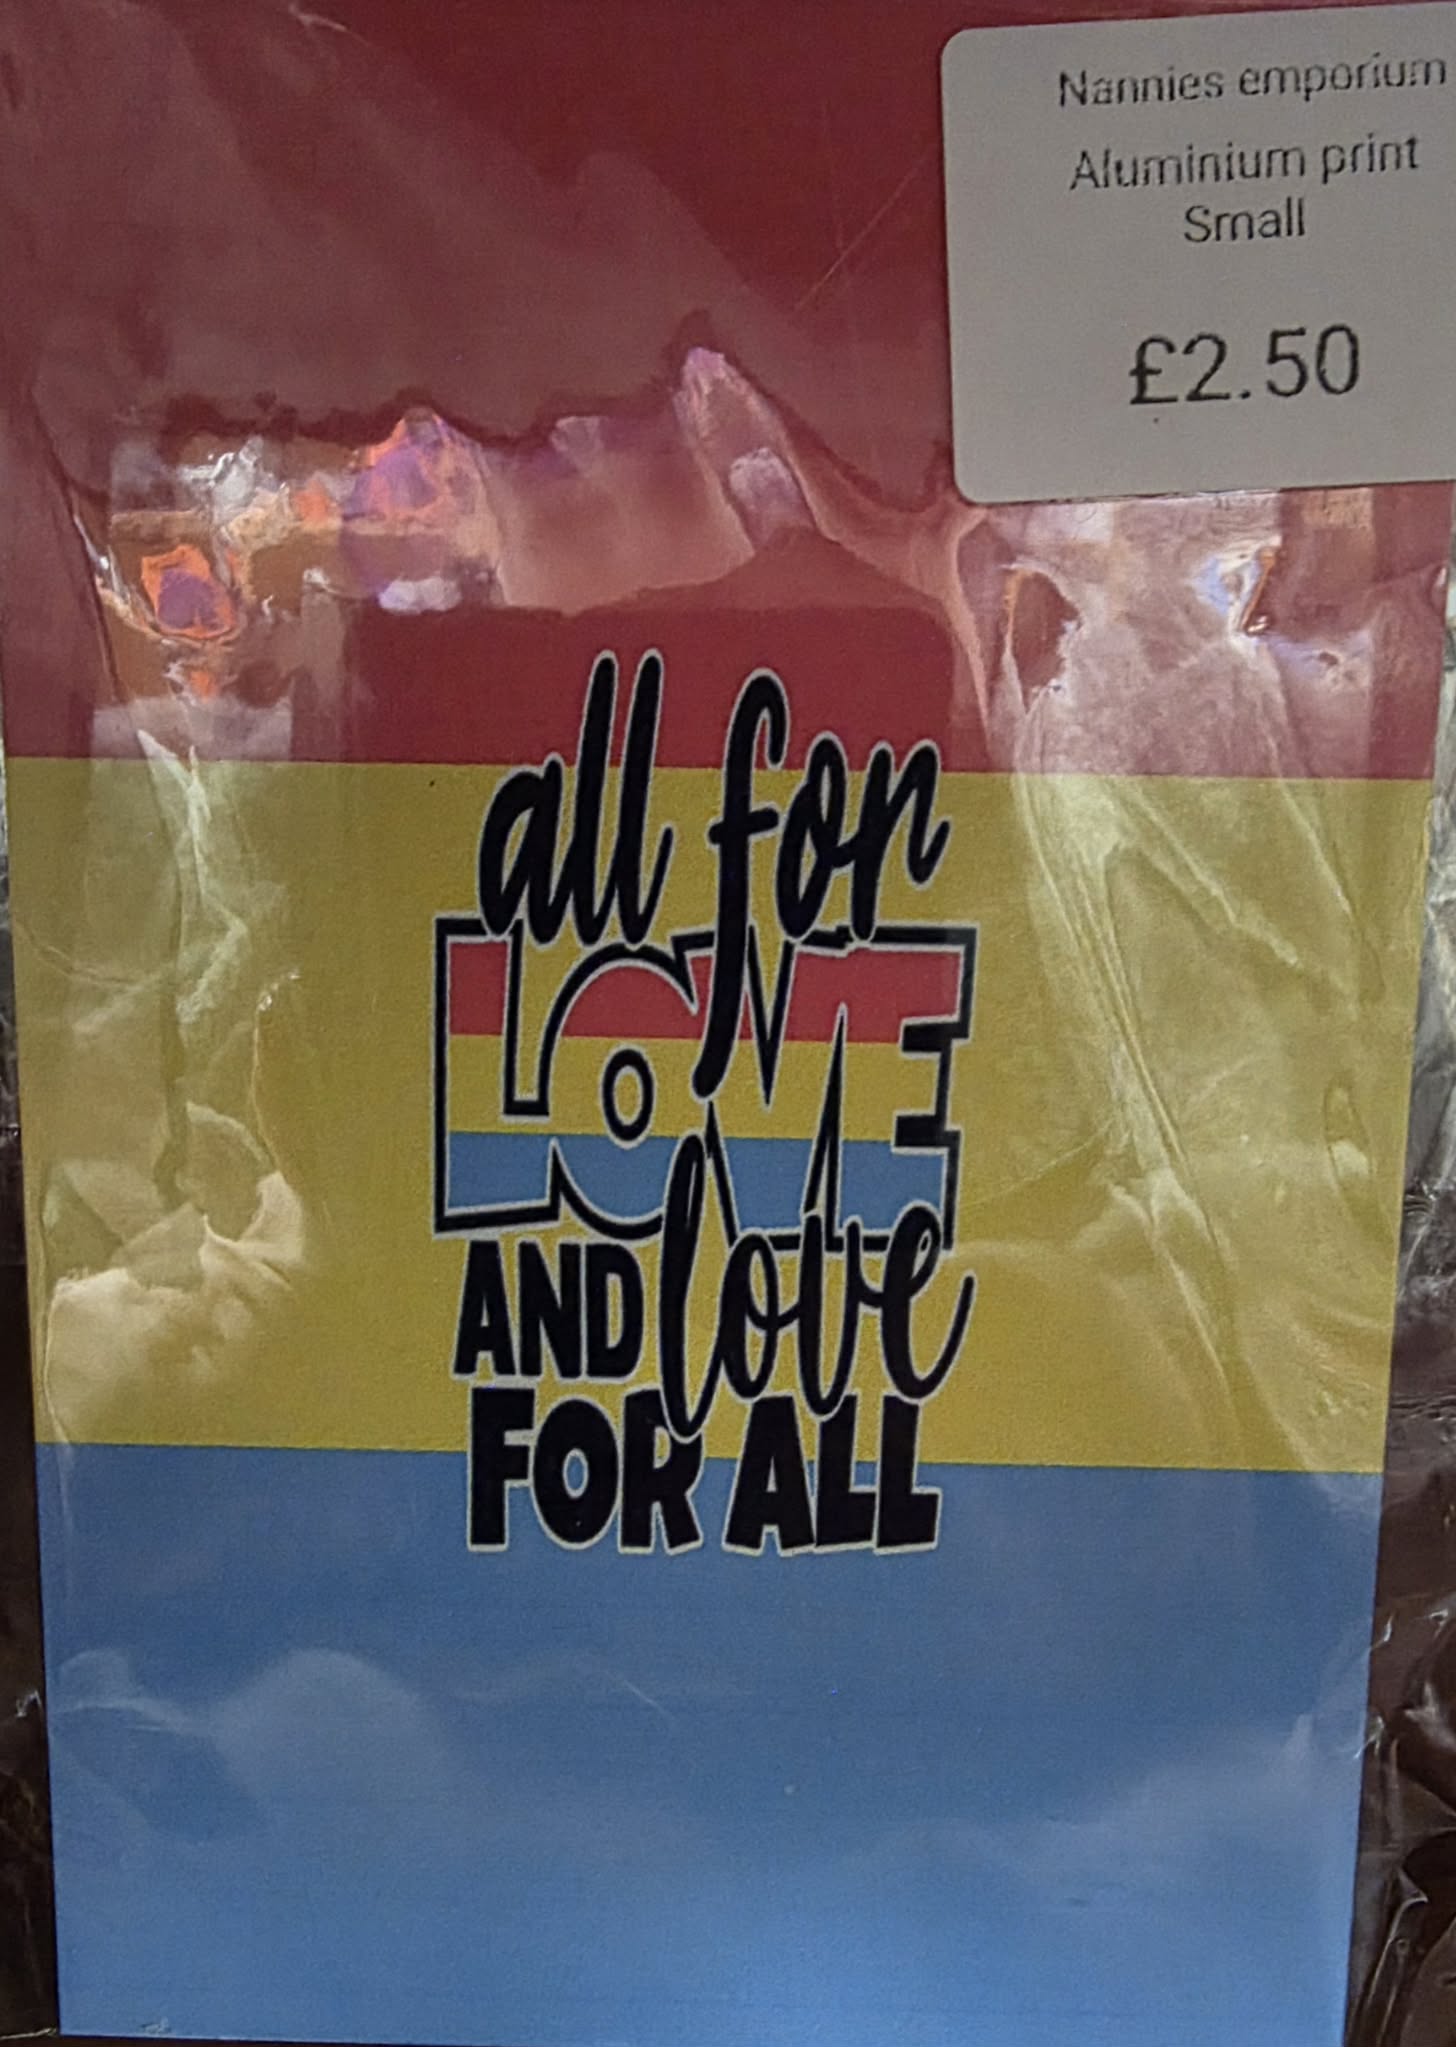 Nannies emporium
Aluminium print
Small
£2.50
all for
LOVE
AND love
FOR ALL